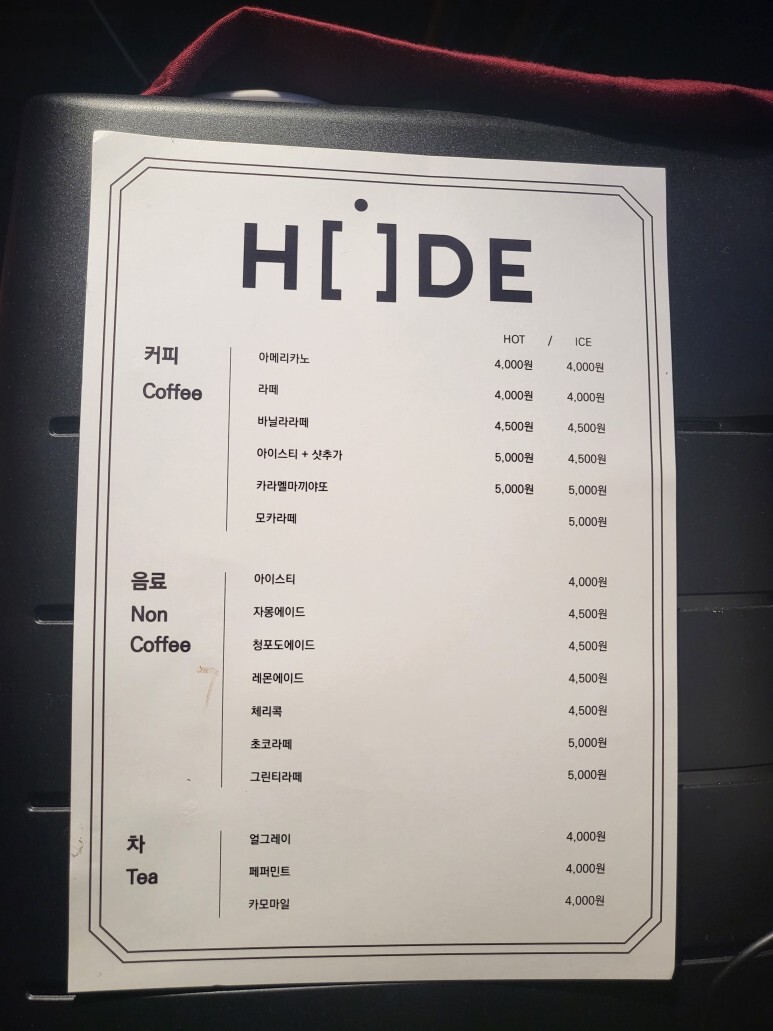 H[ i ]DE
HOT / ICE
커피
Coffee
아메리카노 4,000원 4,000원
라떼 4,000원 4,000원
바닐라라떼 4,500원 4,500원
아이스티 + 샷추가 5,000원 4,500원
카라멜마끼야또 5,000원 5,000원
모카라떼 5,000원
음료
Non
Coffee
아이스티 4,000원
자몽에이드 4,500원
청포도에이드 4,500원
레몬에이드 4,500원
체리콕 4,500원
초코라떼 5,000원
그린티라떼 5,000원
차
Tea
얼그레이 4,000원
페퍼민트 4,000원
카모마일 4,000원